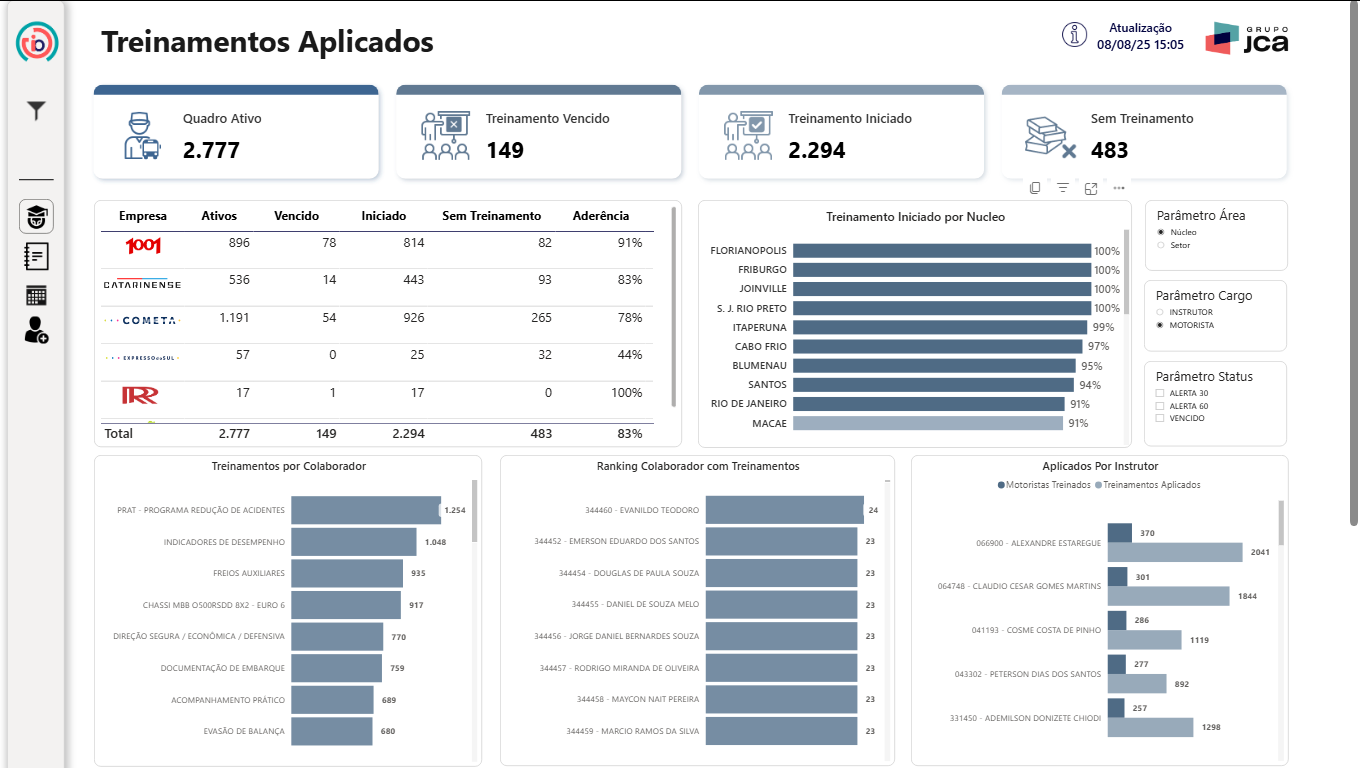 Treinamentos Aplicados
Atualização
08/08/25 15:05
GRUPO
jca
Quadro Ativo
2.777
Treinamento Vencido
149
Treinamento Iniciado
2.294
Sem Treinamento
483
Empresa Ativos Vencido Iniciado Sem Treinamento Aderência
1001 896 78 814 82 91%
CATARINENSE 536 14 443 93 83%
COMETA 1.191 54 926 265 78%
EXPRESSO DO SUL 57 0 25 32 44%
RR 17 1 17 0 100%
Total 2.777 149 2.294 483 83%
Treinamento Iniciado por Nucleo
FLORIANOPOLIS 100%
FRIBURGO 100%
JOINVILLE 100%
S. J. RIO PRETO 100%
ITAPERUNA 99%
CABO FRIO 97%
BLUMENAU 95%
SANTOS 94%
RIO DE JANEIRO 91%
MACAE 91%
Parâmetro Área
Núcleo
Setor
Parâmetro Cargo
INSTRUTOR
MOTORISTA
Parâmetro Status
ALERTA 30
ALERTA 60
VENCIDO
Treinamentos por Colaborador
PRAT - PROGRAMA REDUÇÃO DE ACIDENTES 1.254
INDICADORES DE DESEMPENHO 1.048
FREIOS AUXILIARES 935
CHASSI MBB O500RSDD 8X2 - EURO 6 917
DIREÇÃO SEGURA / ECONÔMICA / DEFENSIVA 770
DOCUMENTAÇÃO DE EMBARQUE 759
ACOMPANHAMENTO PRÁTICO 689
EVASÃO DE BALANÇA 680
Ranking Colaborador com Treinamentos
344460 - EVANILDO TEODORO 24
344452 - EMERSON EDUARDO DOS SANTOS 23
344454 - DOUGLAS DE PAULA SOUZA 23
344455 - DANIEL DE SOUZA MELO 23
344456 - JORGE DANIEL BERNARDES SOUZA 23
344457 - RODRIGO MIRANDA DE OLIVEIRA 23
344458 - MAYCON NAIT PEREIRA 23
344459 - MARCIO RAMOS DA SILVA 23
Aplicados Por Instrutor
Motoristas Treinados Treinamentos Aplicados
066900 - ALEXANDRE ESTAREGUE 370 2041
064748 - CLAUDIO CESAR GOMES MARTINS 301 1844
041193 - COSME COSTA DE PINHO 286 1119
043302 - PETERSON DIAS DOS SANTOS 277 892
331450 - ADEMILSON DONIZETE CHIODI 257 1298